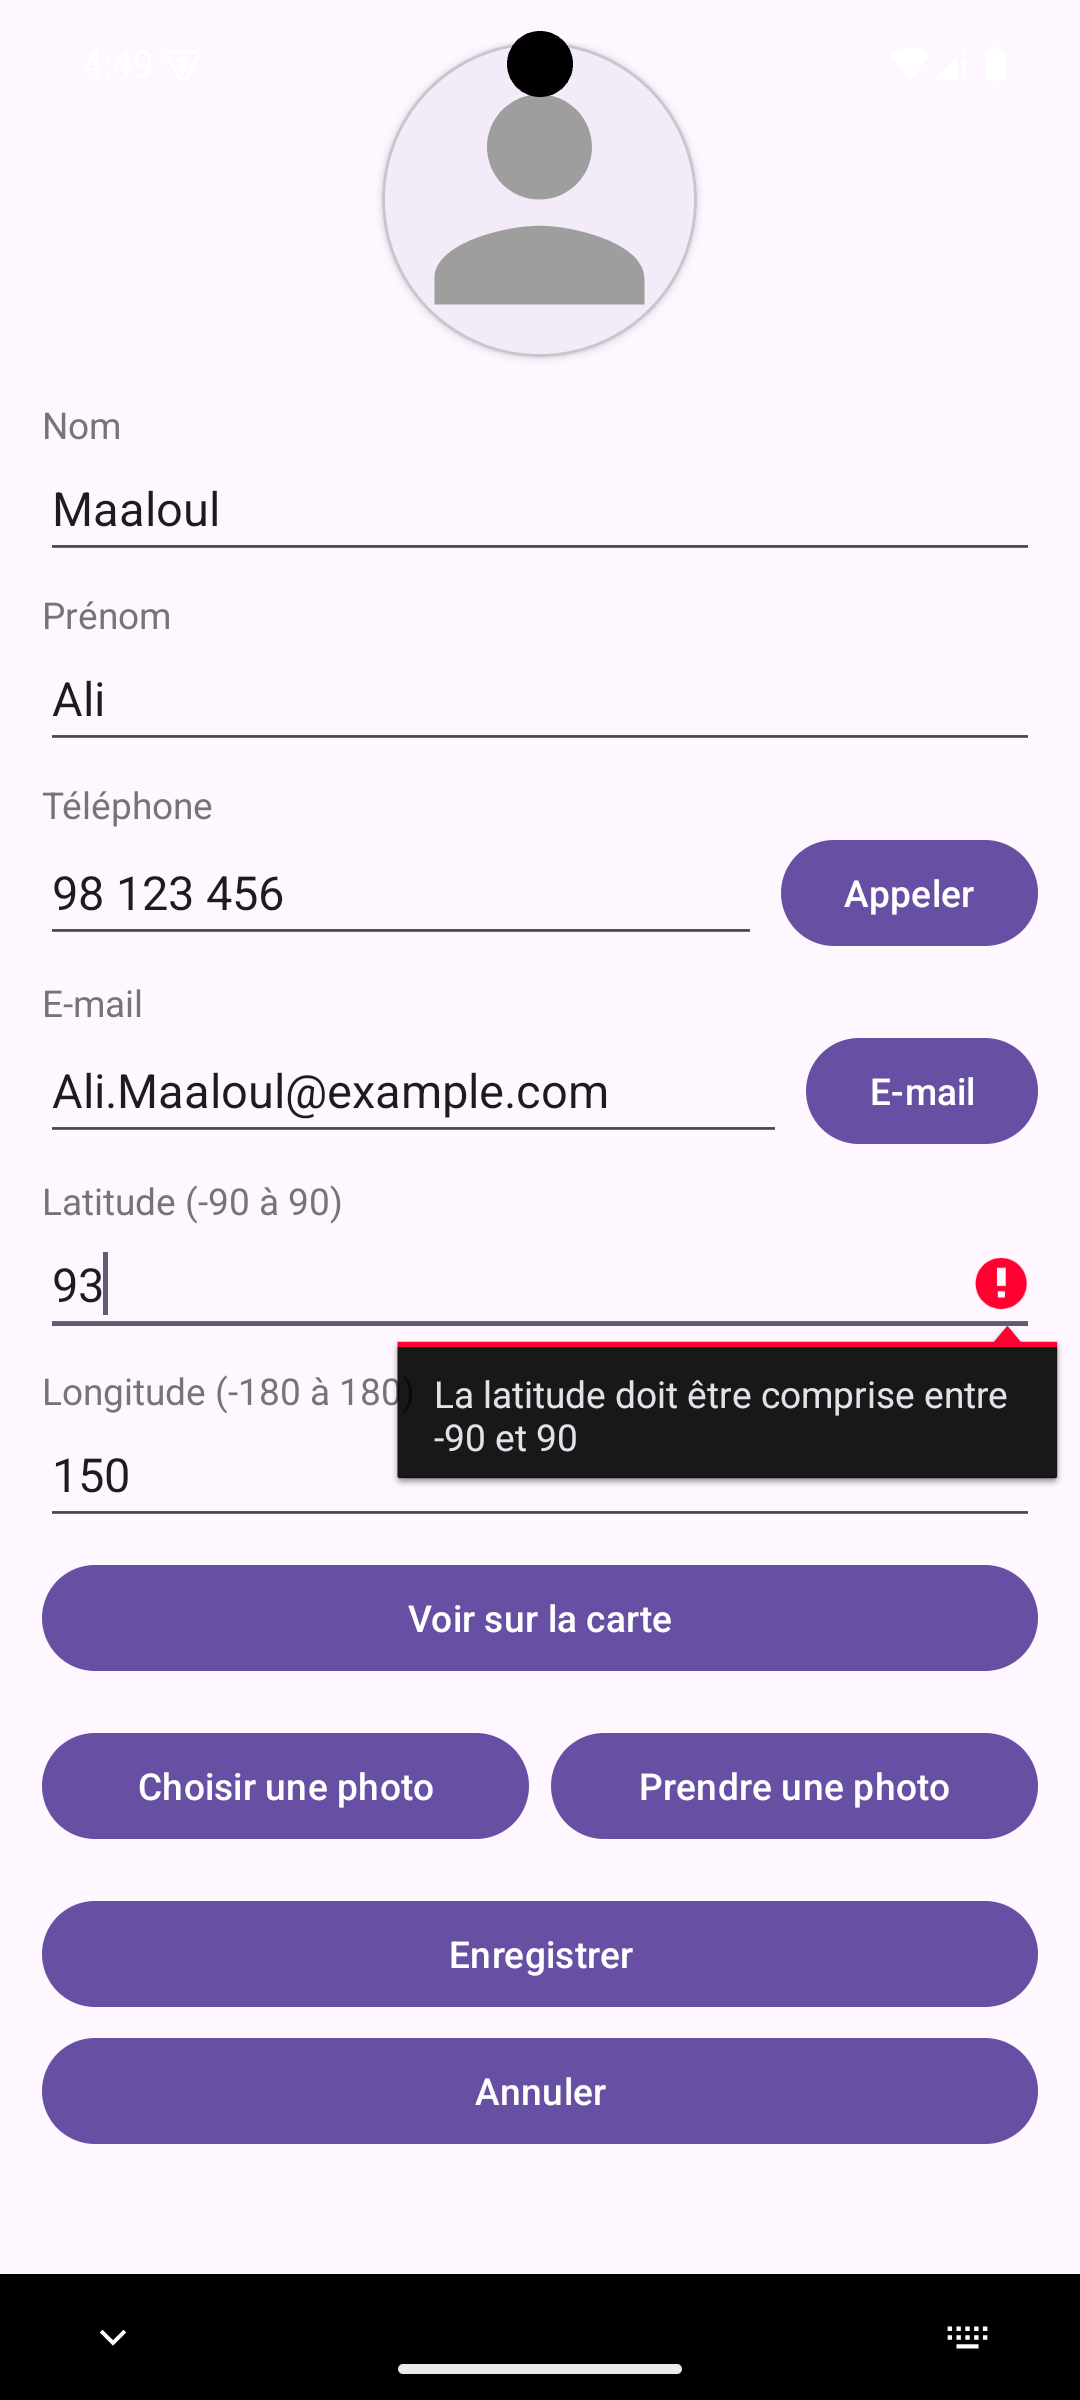 4:49
Nom
Maaloul
Prénom
Ali
Téléphone
98 123 456
Appeler
E-mail
Ali.Maaloul@example.com
E-mail
Latitude (-90 à 90)
93
Longitude (-180 à 180)
La latitude doit être comprise entre
-90 et 90
150
Voir sur la carte
Choisir une photo
Prendre une photo
Enregistrer
Annuler